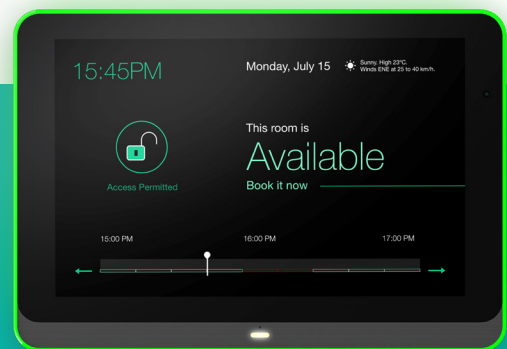 15:45PM
Monday, July 15
Sunny. High 23°C.
Winds ENE at 25 to 40 km/h.
This room is
Available
Book it now
Access Permitted
15:00 PM
16:00 PM
17:00 PM